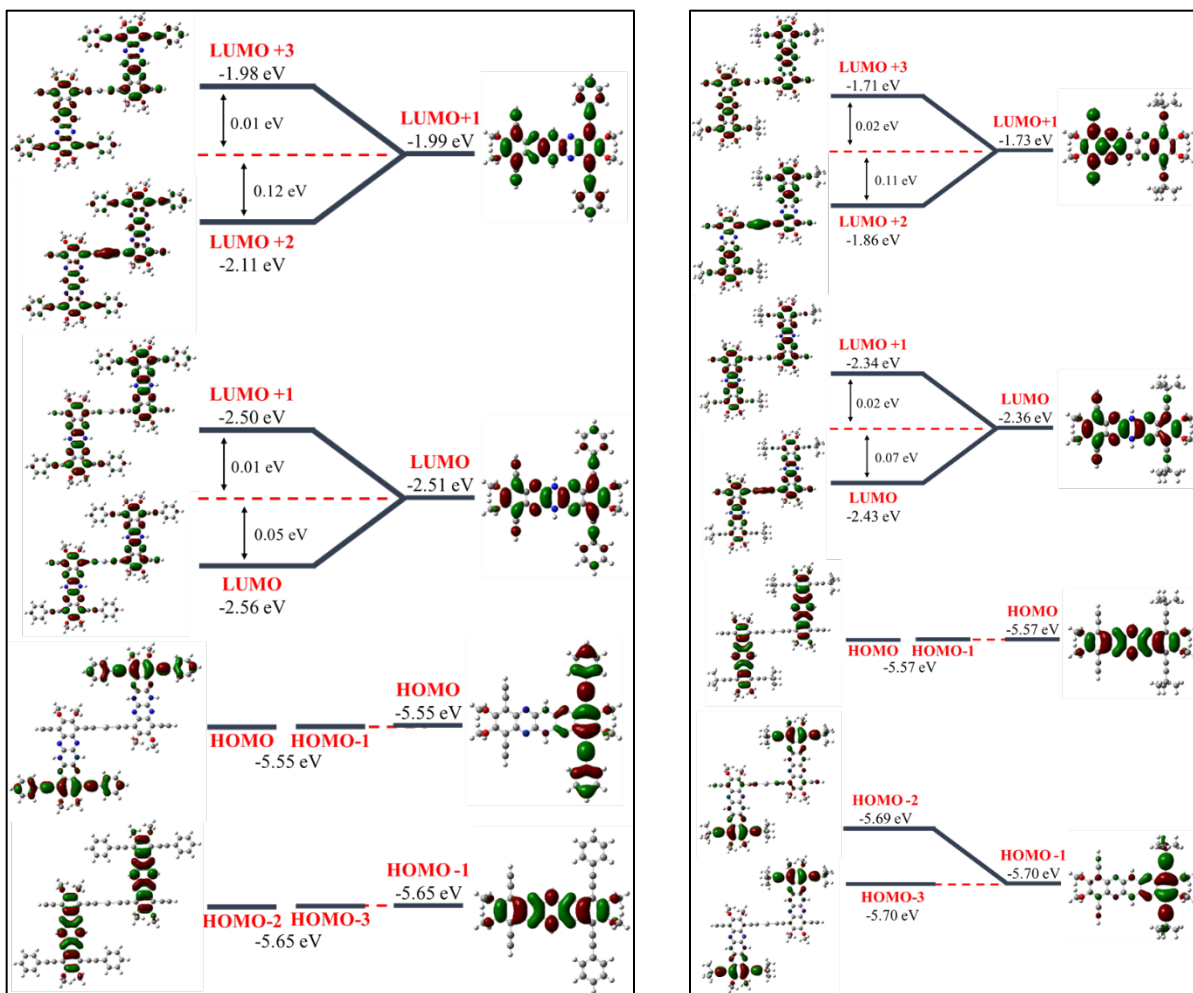 LUMO +3
-1.98 eV
0.01 eV
LUMO+1
-1.99 eV
0.12 eV
LUMO +2
-2.11 eV
LUMO +1
-2.50 eV
0.01 eV
LUMO
-2.51 eV
0.05 eV
LUMO
-2.56 eV
HOMO
-5.55 eV
HOMO HOMO-1
-5.55 eV
HOMO -1
-5.65 eV
HOMO-2 HOMO-3
-5.65 eV
LUMO +3
-1.71 eV
0.02 eV
LUMO+1
-1.73 eV
0.11 eV
LUMO +2
-1.86 eV
LUMO +1
-2.34 eV
0.02 eV
LUMO
-2.36 eV
0.07 eV
LUMO
-2.43 eV
HOMO
-5.57 eV
HOMO HOMO-1
-5.57 eV
HOMO -2
-5.69 eV
HOMO -1
-5.70 eV
HOMO-3
-5.70 eV